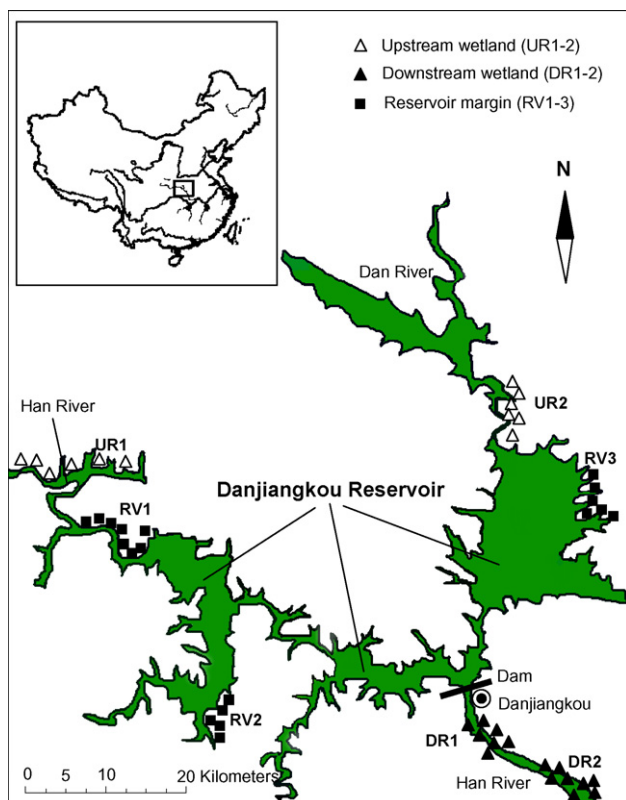 Upstream wetland (UR1-2)
Downstream wetland (DR1-2)
Reservoir margin (RV1-3)
N
Dan River
UR2
Han River
UR1
RV3
Danjiangkou Reservoir
RV1
Dam
Danjiangkou
RV2
DR1
DR2
Han River
0 5 10 20 Kilometers